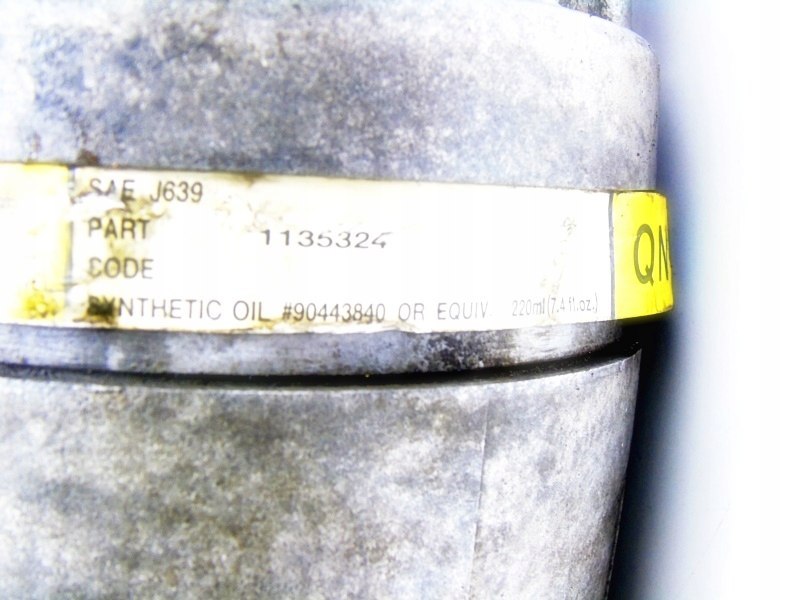 SAE J639
PART 1135324
CODE
SYNTHETIC OIL #90443840 OR EQUIV. 220ml(7.4 fl.oz.)
QN